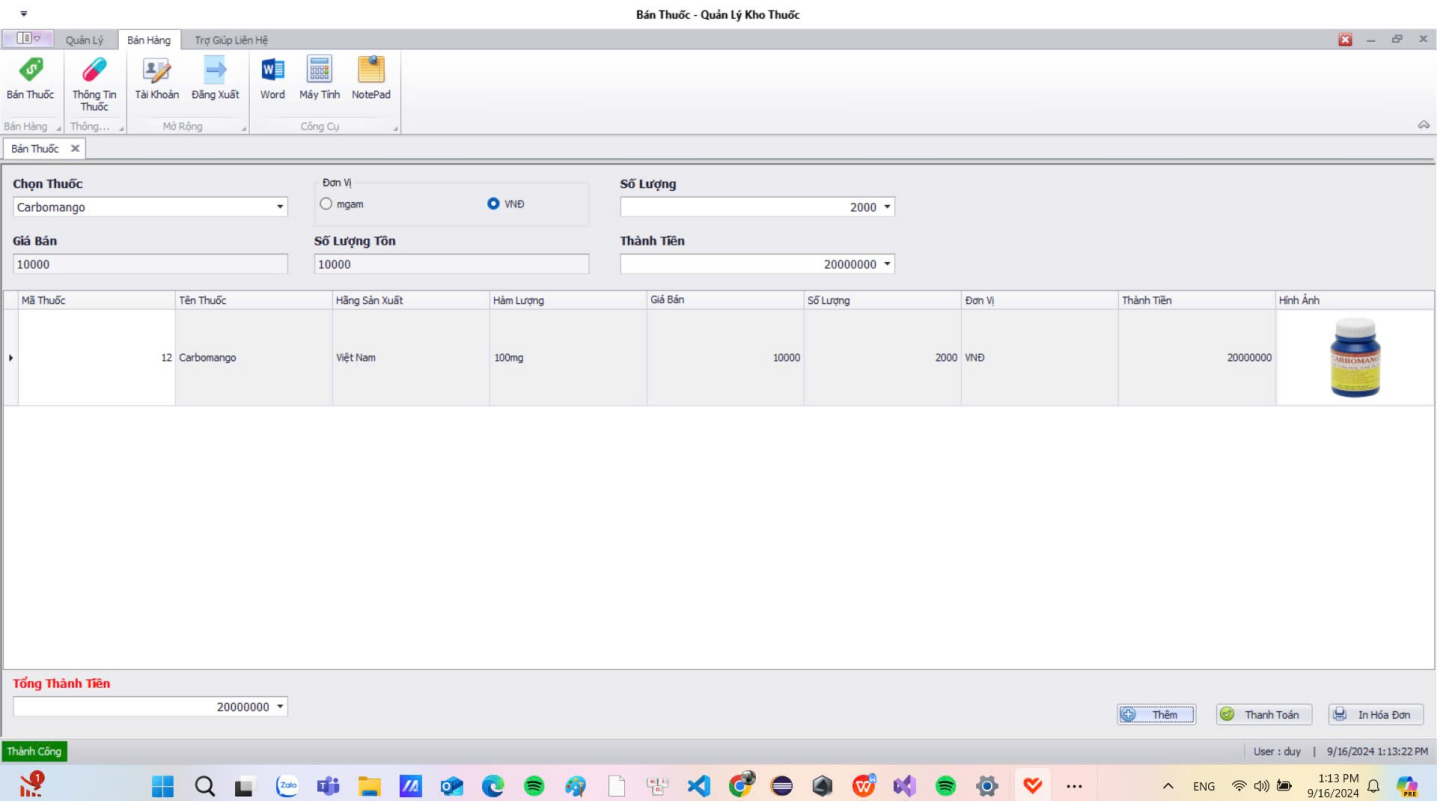 Bán Thuốc - Quản Lý Kho Thuốc
Quản Lý Bán Hàng Trợ Giúp Liên Hệ
Bán Thuốc Thông Tin Thuốc Tài Khoản Đăng Xuất Word Máy Tính NotePad
Bán Hàng Thông... Mở Rộng Công Cụ
Bán Thuốc
Chọn Thuốc Đơn Vị Số Lượng
Carbomango mgam VNĐ 2000
Giá Bán Số Lượng Tồn Thành Tiền
10000 10000 20000000
Mã Thuốc Tên Thuốc Hãng Sản Xuất Hàm Lượng Giá Bán Số Lượng Đơn Vị Thành Tiền Hình Ảnh
12 Carbomango Việt Nam 100mg 10000 2000 VNĐ 20000000
CARBOMANGO
Tổng Thành Tiền
20000000
Thêm Thanh Toán In Hóa Đơn
Thành Công User : duy | 9/16/2024 1:13:22 PM
1 Zalo ENG 1:13 PM
9/16/2024
PRE